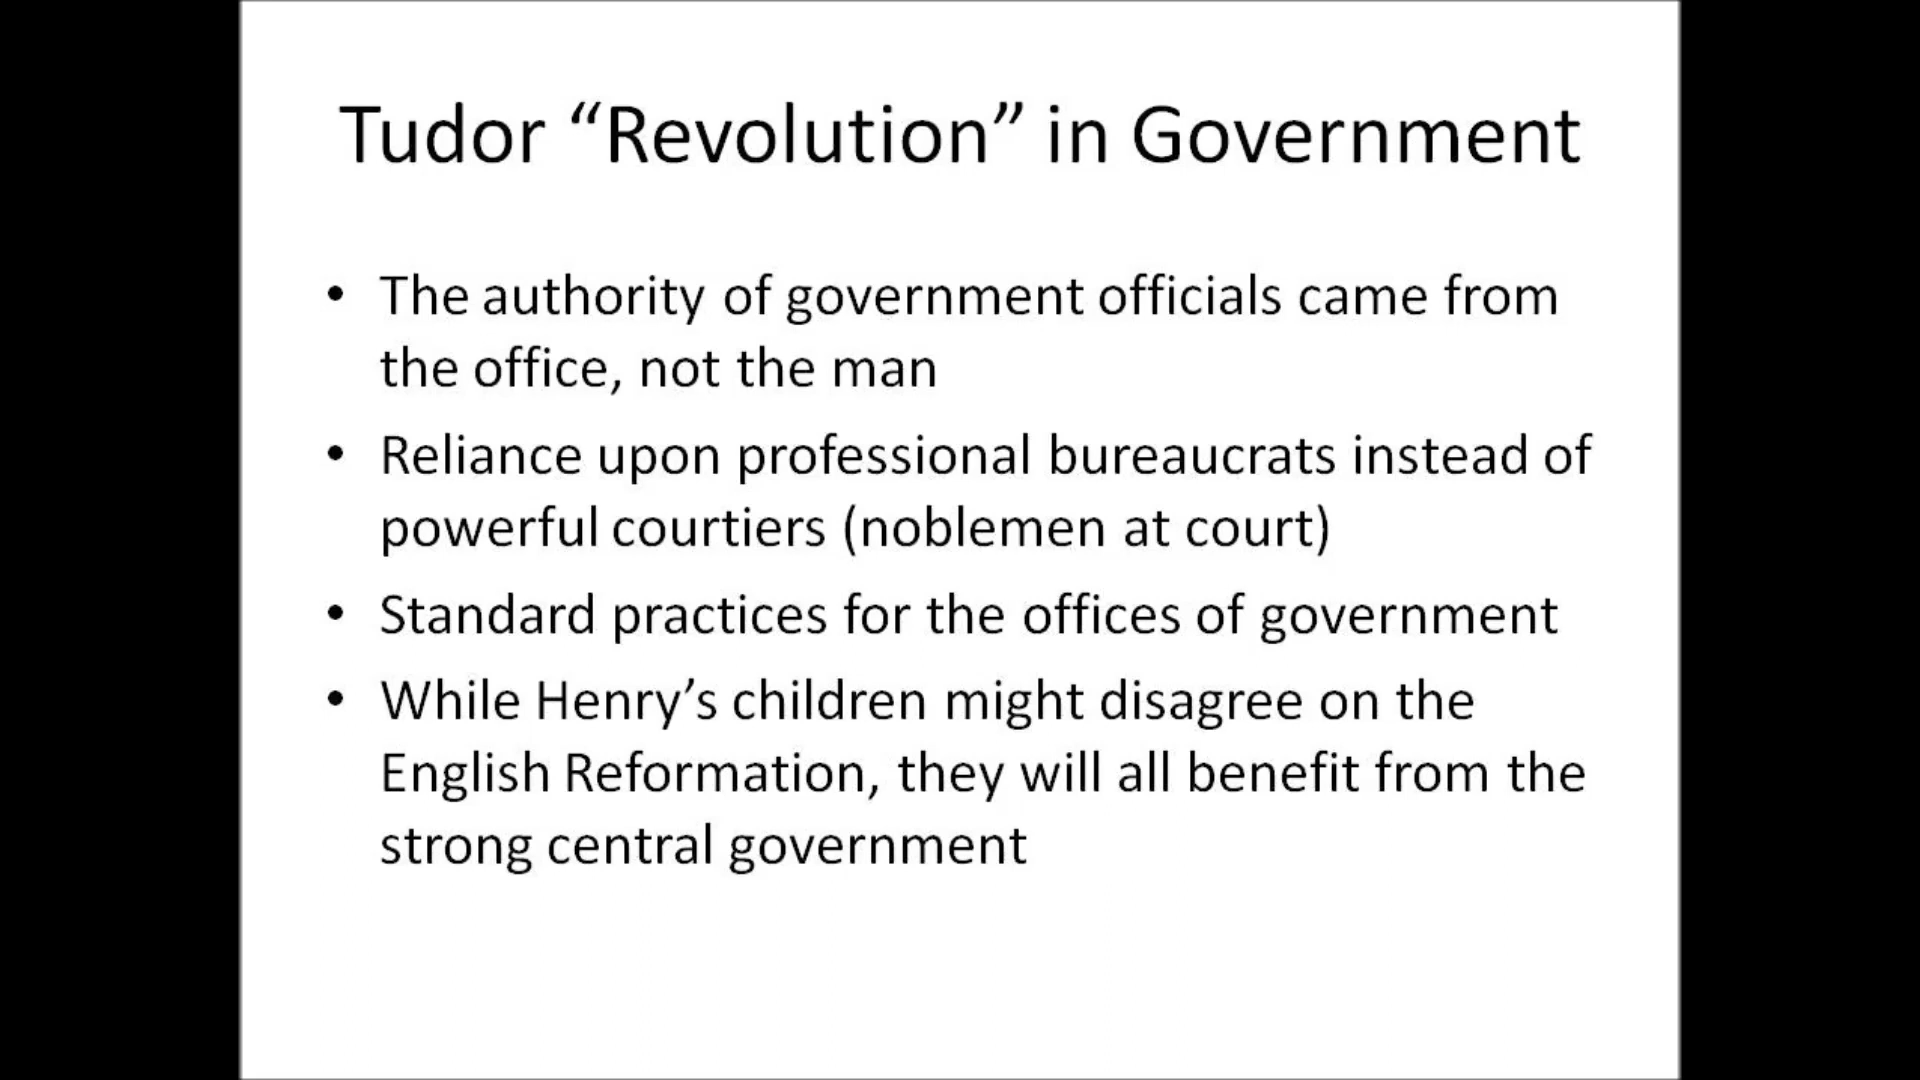 Tudor “Revolution” in Government
• The authority of government officials came from
the office, not the man
• Reliance upon professional bureaucrats instead of
powerful courtiers (noblemen at court)
• Standard practices for the offices of government
• While Henry’s children might disagree on the
English Reformation, they will all benefit from the
strong central government